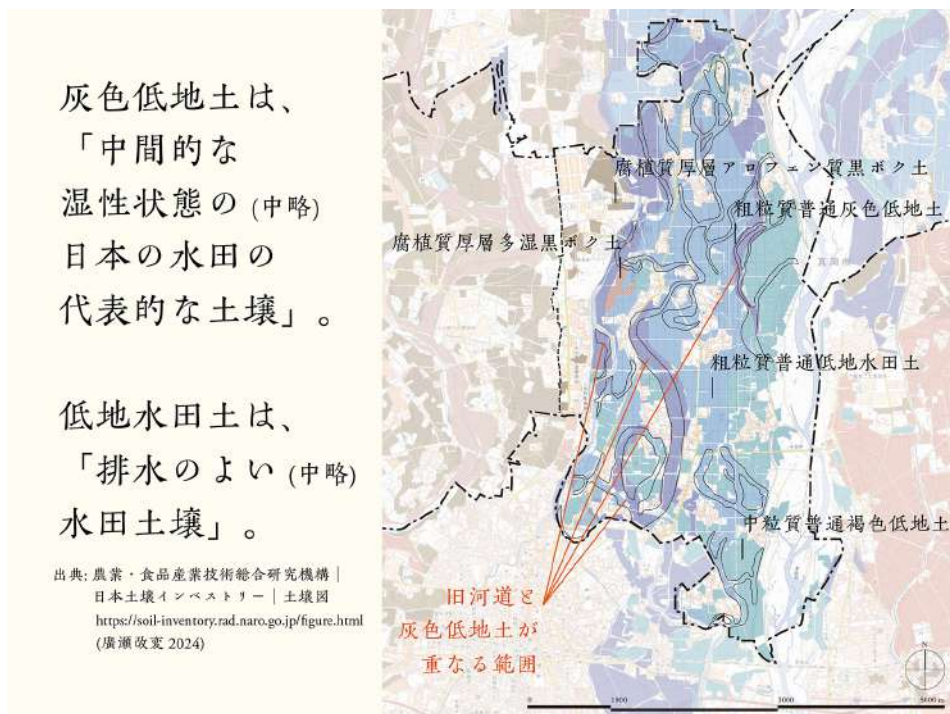 灰色低地土は、
「中間的な
湿性状態の (中略)
日本の水田の
代表的な土壌」。
低地水田土は、
「排水のよい (中略)
水田土壌」。
出典: 農業・食品産業技術総合研究機構｜
日本土壌インベストリー｜土壌図
https://soil-inventory.rad.naro.go.jp/figure.html
(廣瀬改変 2024)
腐植質厚層アロフェン質黒ボク土
粗粒質普通灰色低地土
腐植質厚層多湿黒ボク土
粗粒質普通低地水田土
中粒質普通褐色低地土
旧河道と
灰色低地土が
重なる範囲
N
0